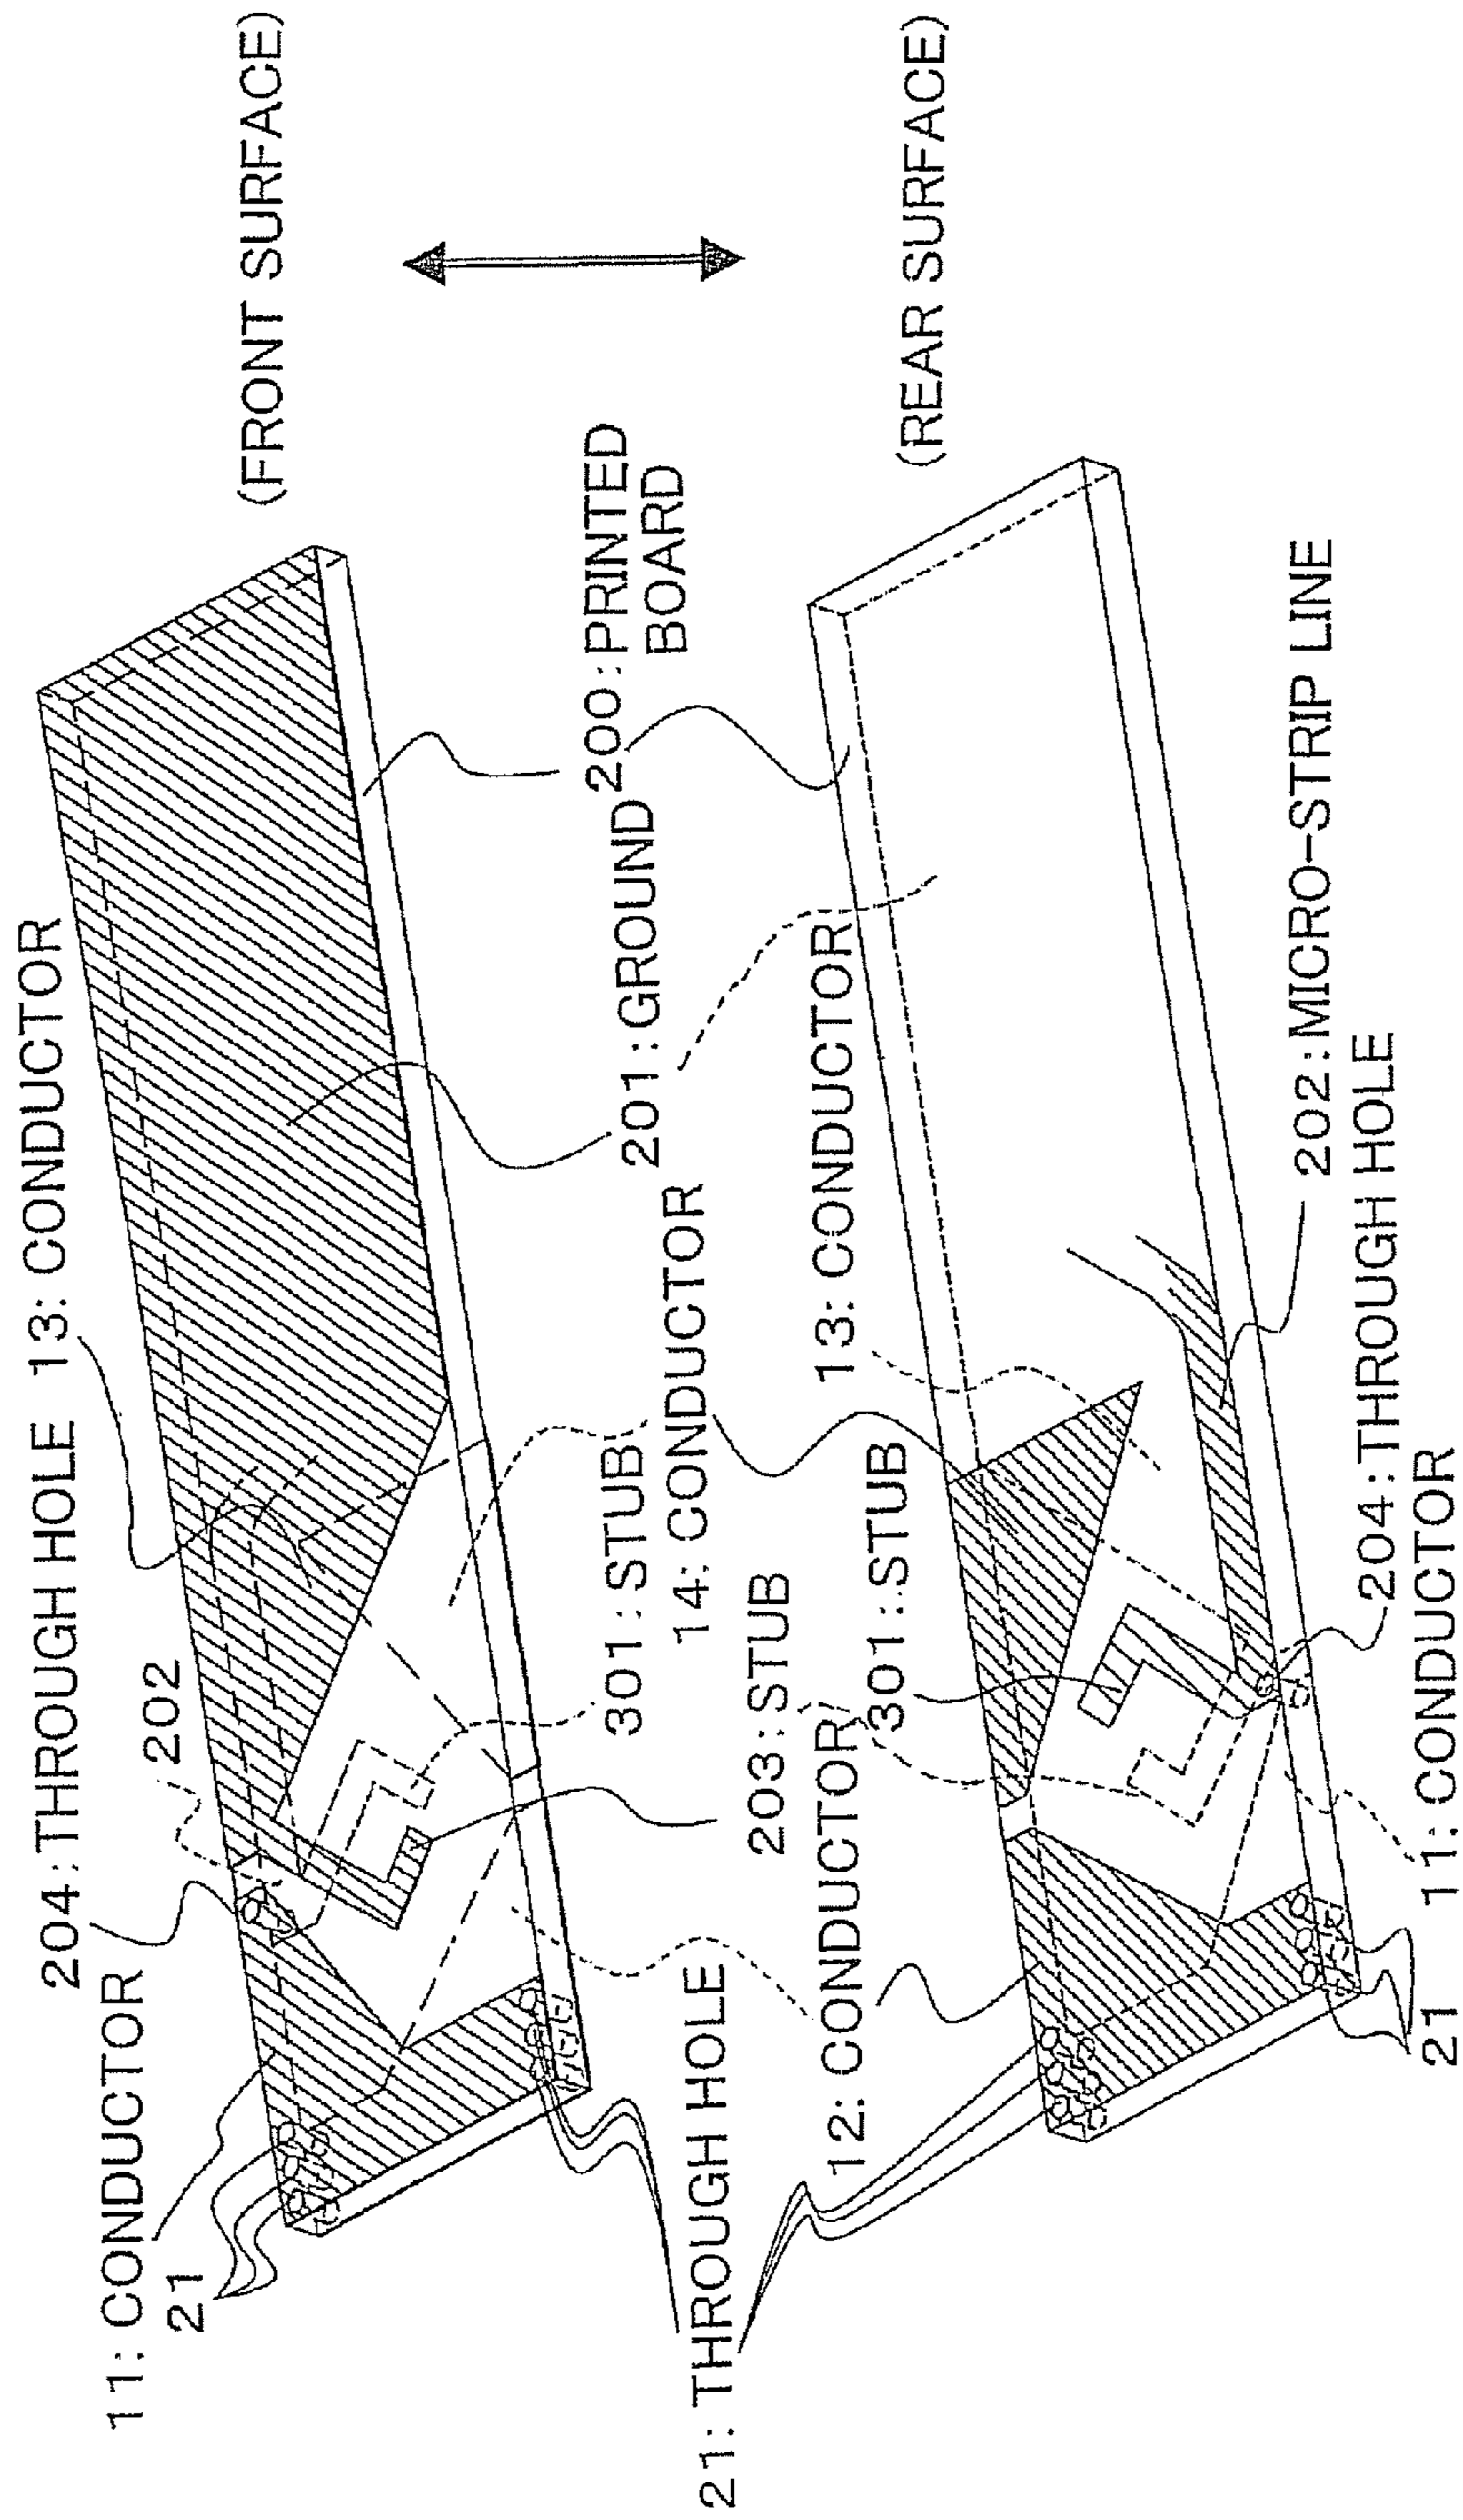 (FRONT SURFACE)
13: CONDUCTOR
204:THROUGH HOLE
202
11: CONDUCTOR
21
200:PRINTED
BOARD
201:GROUND
301:STUB
14: CONDUCTOR
203:STUB
21: THROUGH HOLE
(REAR SURFACE)
13: CONDUCTOR
301:STUB
12: CONDUCTOR
202:MICRO-STRIP LINE
204:THROUGH HOLE
11: CONDUCTOR
21